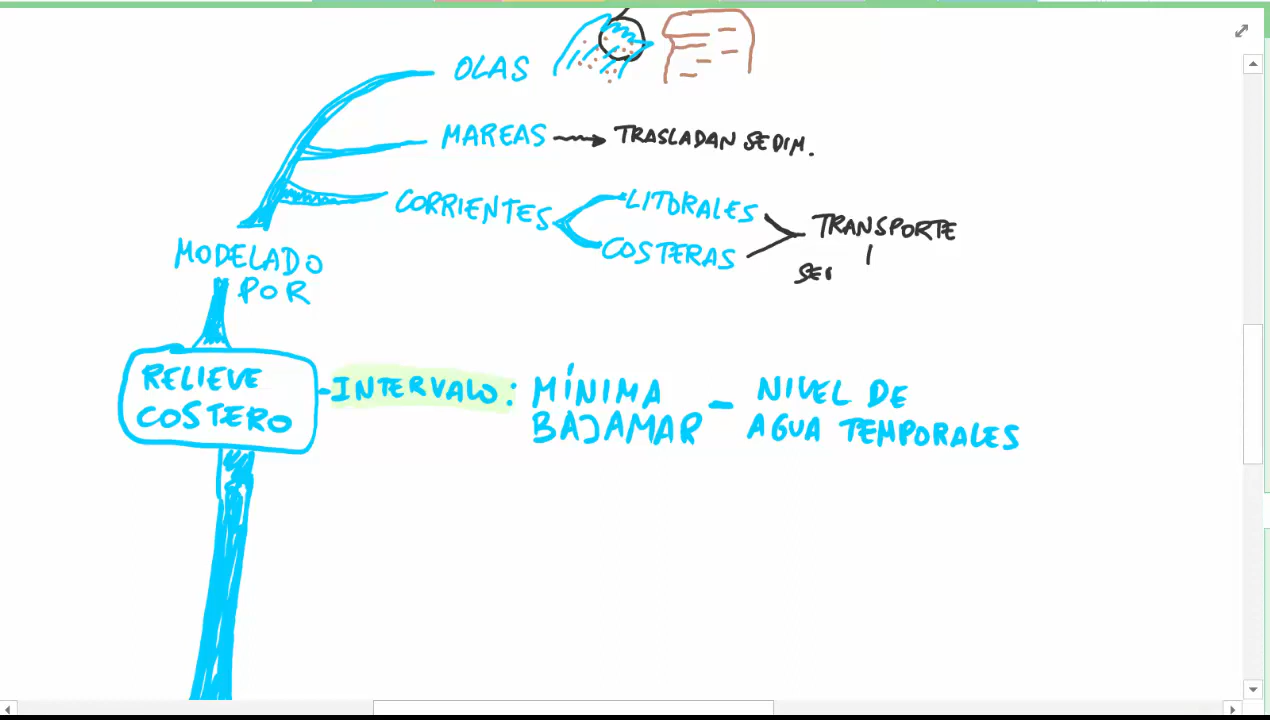 OLAS
MAREAS → TRASLADAN SEDIM.
CORRIENTES
LITORALES
COSTERAS
TRANSPORTE
MODELADO
POR
RELIEVE
COSTERO
INTERVALO: MÍNIMA
BAJAMAR - NIVEL DE
AGUA TEMPORALES